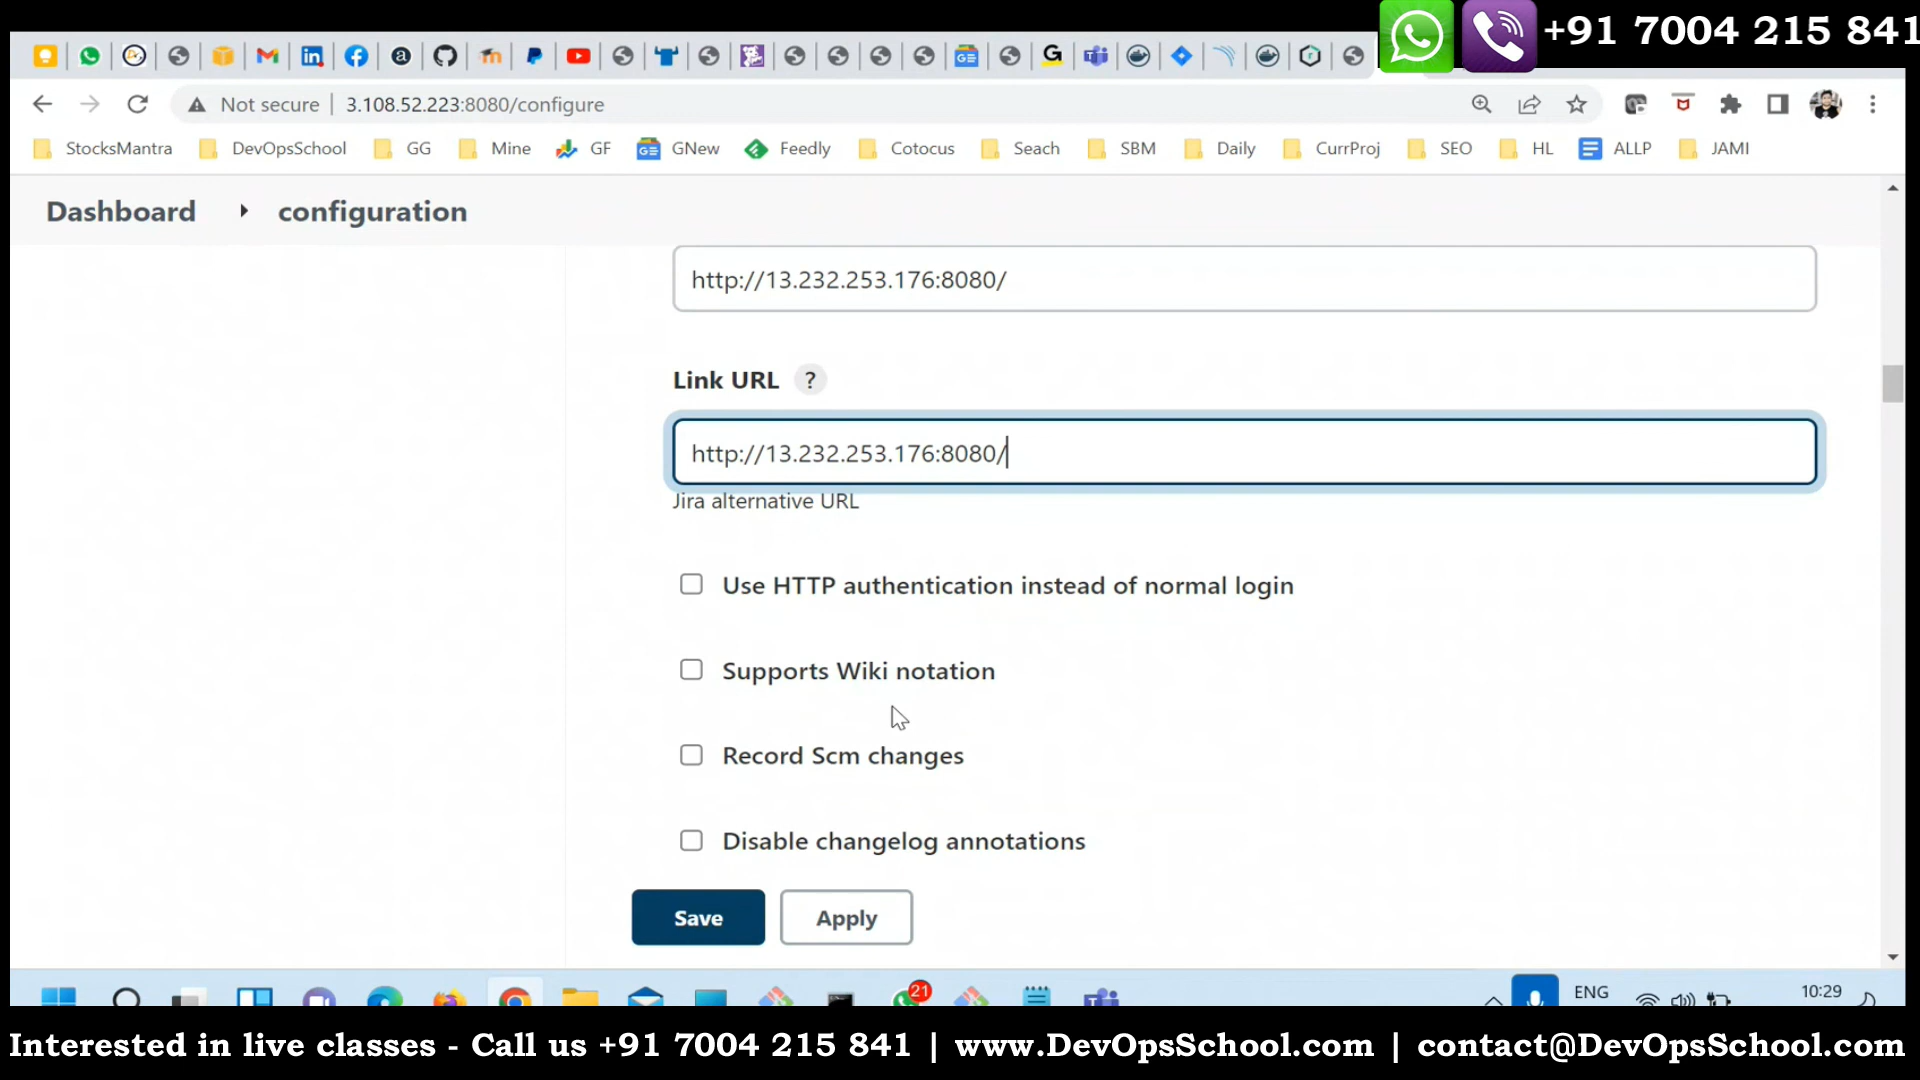 +91 7004 215 841
Not secure | 3.108.52.223:8080/configure
StocksMantra DevOpsSchool GG Mine GF GNew Feedly Cotocus Seach SBM Daily CurrProj SEO HL ALLP JAMI
Dashboard configuration
http://13.232.253.176:8080/
Link URL ?
http://13.232.253.176:8080/
Jira alternative URL
Use HTTP authentication instead of normal login
Supports Wiki notation
Record Scm changes
Disable changelog annotations
Save Apply
21
ENG 10:29
Interested in live classes - Call us +91 7004 215 841 | www.DevOpsSchool.com | contact@DevOpsSchool.com